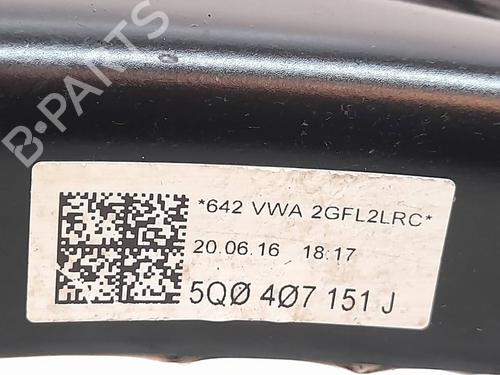 B-PARTS
*642 VWA 2GFL2LRC*
20.06.16 18:17
5Q0 407 151 J